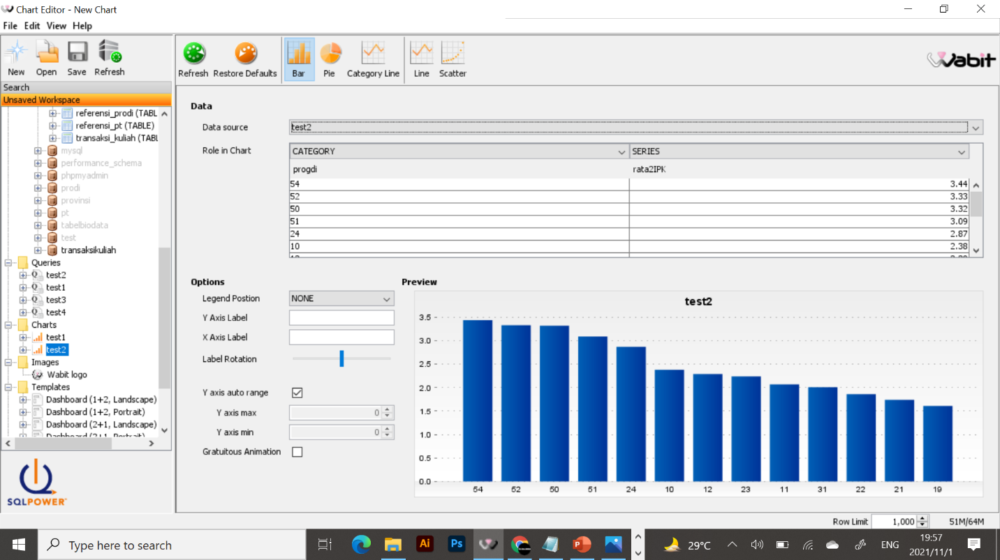 Chart Editor - New Chart
File Edit View Help
New Open Save Refresh
Refresh Restore Defaults Bar Pie Category Line Line Scatter
Wabit
Search
Unsaved Workspace
referensi_prodi (TABL
referensi_pt (TABLE)
transaksi_kuliah (TABL
mysql
performance_schema
phpmyadmin
prodi
provinsi
pt
tabelbiodata
test
transaksikuliah
Queries
test2
test1
test3
test4
Charts
test1
test2
Images
Wabit logo
Templates
Dashboard (1+2, Landscape)
Dashboard (1+2, Portrait)
Dashboard (2+1, Landscape)
Dashboard (2+1, Portrait)
SQLPOWER
Data
Data source test2
Role in Chart CATEGORY SERIES
progdi rata2IPK
54 3.44
52 3.33
50 3.32
51 3.09
24 2.87
10 2.38
Options
Legend Postion NONE
Y Axis Label
X Axis Label
Label Rotation
Y axis auto range
Y axis max 0
Y axis min 0
Gratuitous Animation
Preview
test2
3.5
3.0
2.5
2.0
1.5
1.0
0.5
0.0
54 52 50 51 24 10 12 23 11 31 22 21 19
Row Limit 1,000 51M/64M
Type here to search
Ai Ps
29°C ENG
19:57
2021/11/1